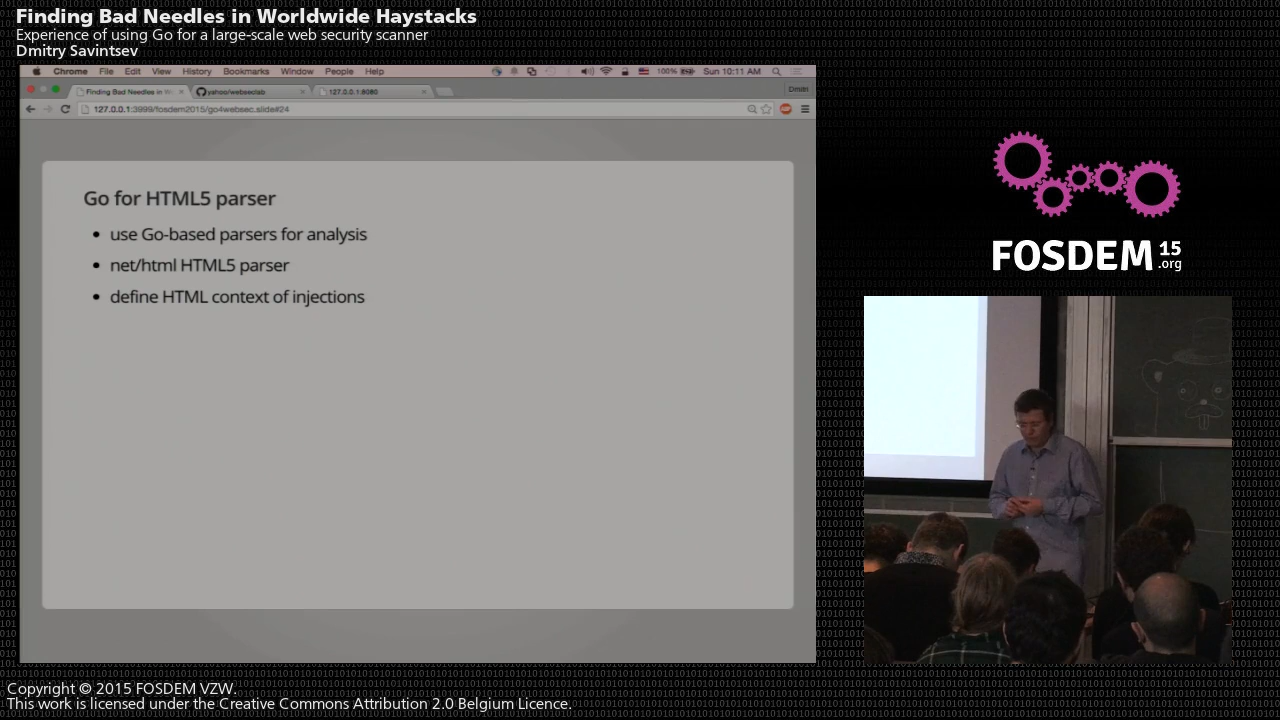 Finding Bad Needles in Worldwide Haystacks
Experience of using Go for a large-scale web security scanner
Dmitry Savintsev
Chrome File Edit View History Bookmarks Window People Help 100% Sun 10:11 AM
Finding Bad Needles in W yahoo/webseclab 127.0.0.1:8080 Dmitri
127.0.0.1:3999/fosdem2015/go4websec.slide#24
Go for HTML5 parser
• use Go-based parsers for analysis
• net/html HTML5 parser
• define HTML context of injections
FOSDEM 15
.org
Copyright © 2015 FOSDEM VZW.
This work is licensed under the Creative Commons Attribution 2.0 Belgium Licence.